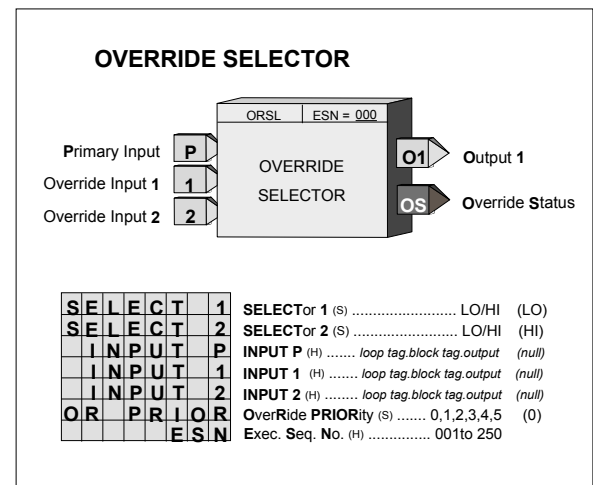 OVERRIDE SELECTOR
ORSL ESN = 000
Primary Input P
Override Input 1 1
Override Input 2 2
OVERRIDE
SELECTOR
O1 Output 1
OS Override Status
SELECT 1 SELECTor 1 (S) ......................... LO/HI (LO)
SELECT 2 SELECTor 2 (S) ......................... LO/HI (HI)
INPUT P INPUT P (H) ....... loop tag.block tag.output (null)
INPUT 1 INPUT 1 (H) ....... loop tag.block tag.output (null)
INPUT 2 INPUT 2 (H) ....... loop tag.block tag.output (null)
OR PRIOR OverRide PRIORity (S) ....... 0,1,2,3,4,5 (0)
ESN Exec. Seq. No. (H) ............... 001to 250